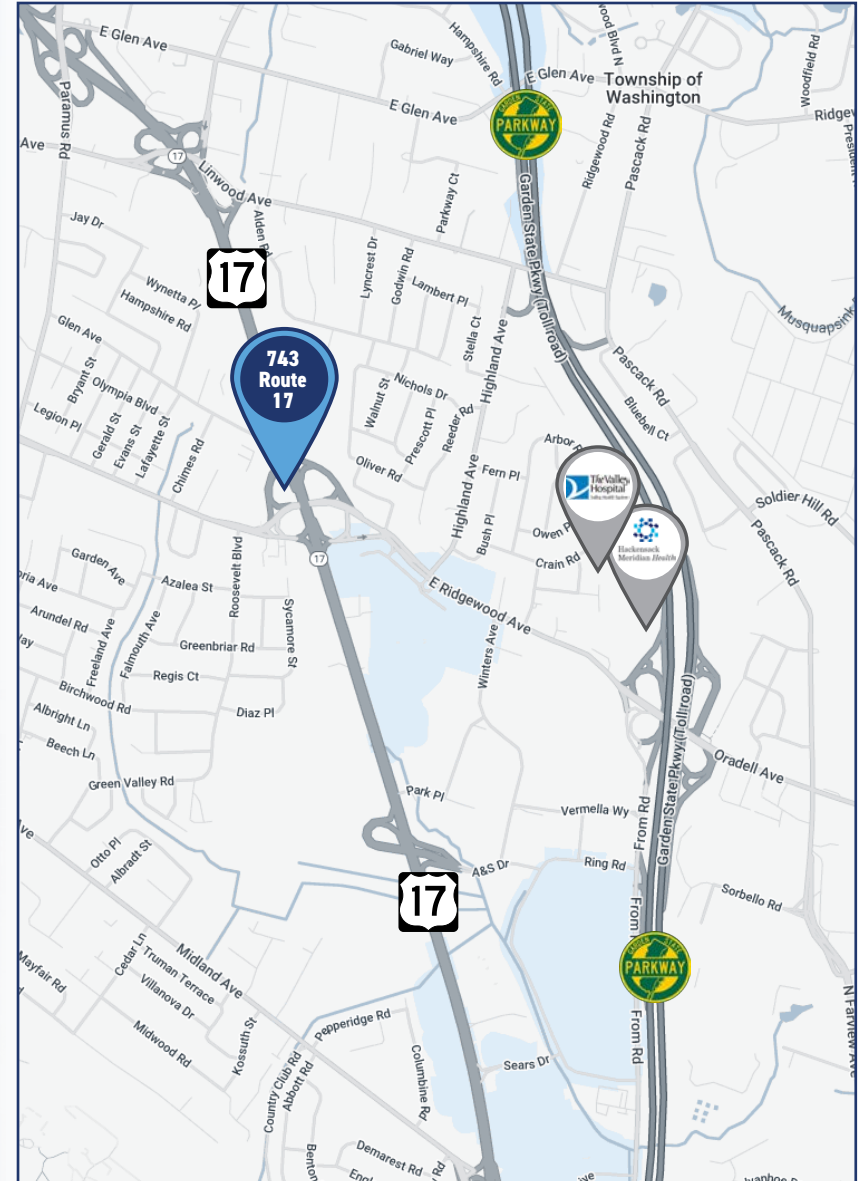 E Glen Ave
Hampshire Rd
Gabriel Way
E Glen Ave
Township of
Washington
Woodfield Rd
Paramus Rd
E Glen Ave
GARDEN STATE
PARKWAY
Ridgewood Rd
Pascack Rd
Ave
17
Linwood Ave
Parkway Ct
Garden State Pkwy (Toll road)
Jay Dr
Alden Rd
Lyncrest Dr
Godwin Rd
17
Wynetta Pl
Hampshire Rd
Lambert Pl
Stella Ct
Highland Ave
Glen Ave
743
Route
17
Pascack Rd
Bryant St
Olympia Blvd
Nichols Dr
Walnut St
Prescott Pl
Reeder Rd
Bluebell Ct
Legion Pl
Gerald St
Evans St
Lafayette St
Chimes Rd
Oliver Rd
Fern Pl
Highland Ave
Arbor
The Valley
Hospital
Valley Health System
Soldier Hill Rd
Bush Pl
Owen
Hackensack
Meridian Health
Crain Rd
Pascack Rd
17
Roosevelt Blvd
Garden Ave
Azalea St
E Ridgewood Ave
Arundel Rd
Freeland Ave
Falmouth Ave
Sycamore St
Greenbriar Rd
Regis Ct
Winters Ave
Birchwood Rd
Albright Ln
Diaz Pl
Beech Ln
Green Valley Rd
Oradell Ave
Garden State Pkwy (Toll road)
Park Pl
Vermella Wy
From Rd
Otto Pl
Albradt St
A&S Dr
Ring Rd
17
Sorbello Rd
From
GARDEN STATE
PARKWAY
Cedar Ln
Midland Ave
Truman Terrace
Villanova Dr
Mayfair Rd
Midwood Rd
Kossuth St
Pepperidge Rd
From Rd
N Farview Ave
Country Club Rd
Abbott Rd
Columbine
Sears Dr
Demarest Rd
Rd